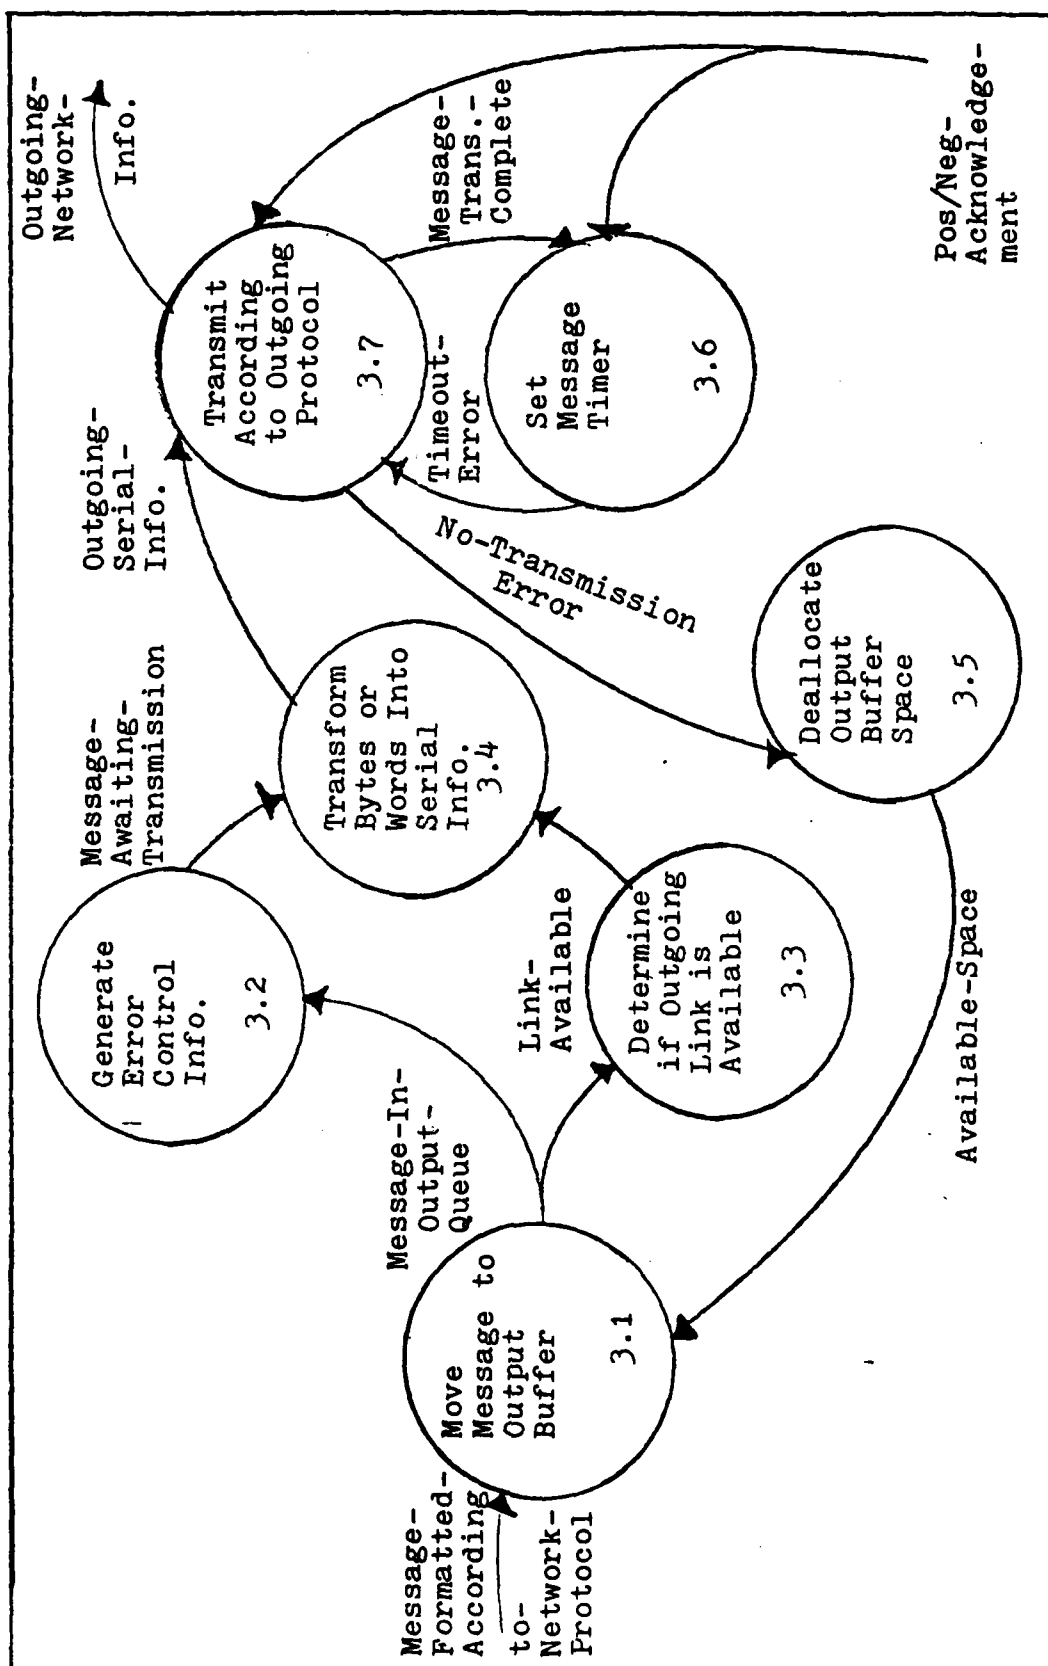 Message-
Formatted-
According
to-
Network-
Protocol
Move
Message to
Output
Buffer
3.1
Message-In-
Output-
Queue
Generate
Error
Control
Info.
3.2
Message-
Awaiting-
Transmission
Link-
Available
Determine
if Outgoing
Link is
Available
3.3
Transform
Bytes or
Words Into
Serial
Info.
3.4
Outgoing-
Serial-
Info.
Transmit
According
to Outgoing
Protocol
3.7
Outgoing-
Network-
Info.
Message-
Trans.-
Complete
Timeout-
Error
Set
Message
Timer
3.6
Pos/Neg-
Acknowledge-
ment
No-Transmission
Error
Deallocate
Output
Buffer
Space
3.5
Available-Space